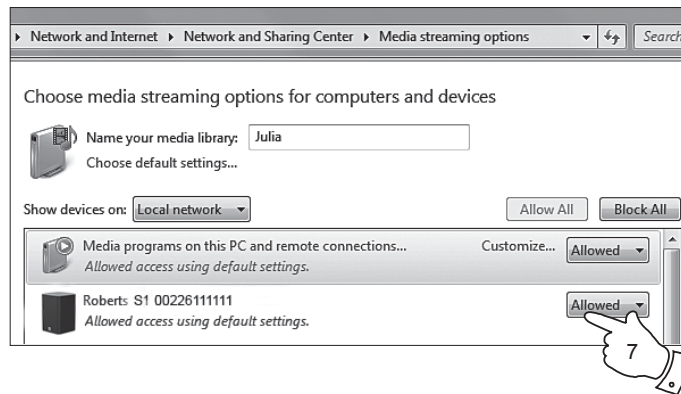 Network and Internet Network and Sharing Center Media streaming options Search
Choose media streaming options for computers and devices
Name your media library: Julia
Choose default settings...
Show devices on: Local network Allow All Block All
Media programs on this PC and remote connections... Customize... Allowed
Allowed access using default settings.
Roberts S1 00226111111 Allowed
Allowed access using default settings.
7